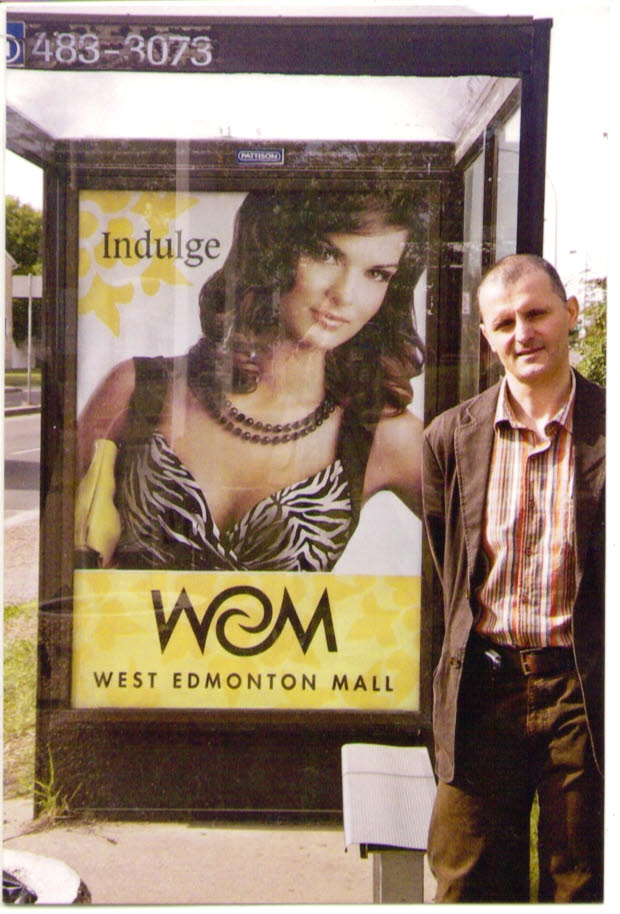 483-3073
PATTISON
Indulge
WEM
WEST EDMONTON MALL